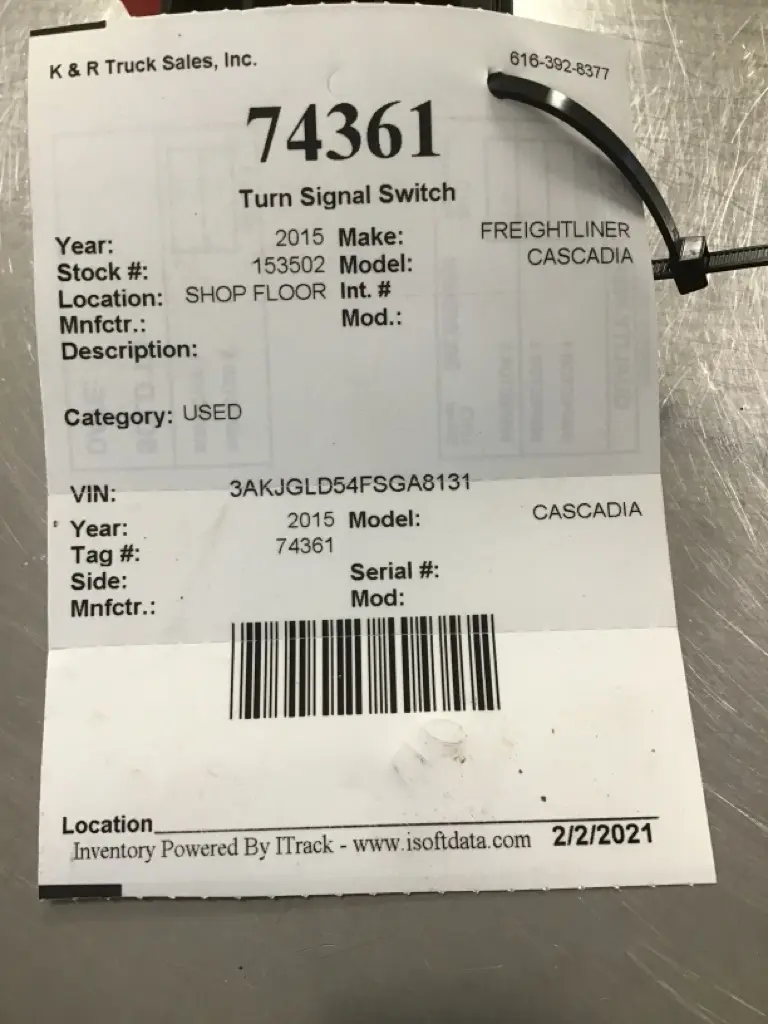 K & R Truck Sales, Inc. 616-392-8377
74361
Turn Signal Switch
Year: 2015 Make: FREIGHTLINER
Stock #: 153502 Model: CASCADIA
Location: SHOP FLOOR Int. #
Mnfctr.: Mod.:
Description:
Category: USED
VIN: 3AKJGLD54FSGA8131
Year: 2015 Model: CASCADIA
Tag #: 74361
Side: Serial #:
Mnfctr.: Mod:
Location
Inventory Powered By ITrack - www.isoftdata.com 2/2/2021